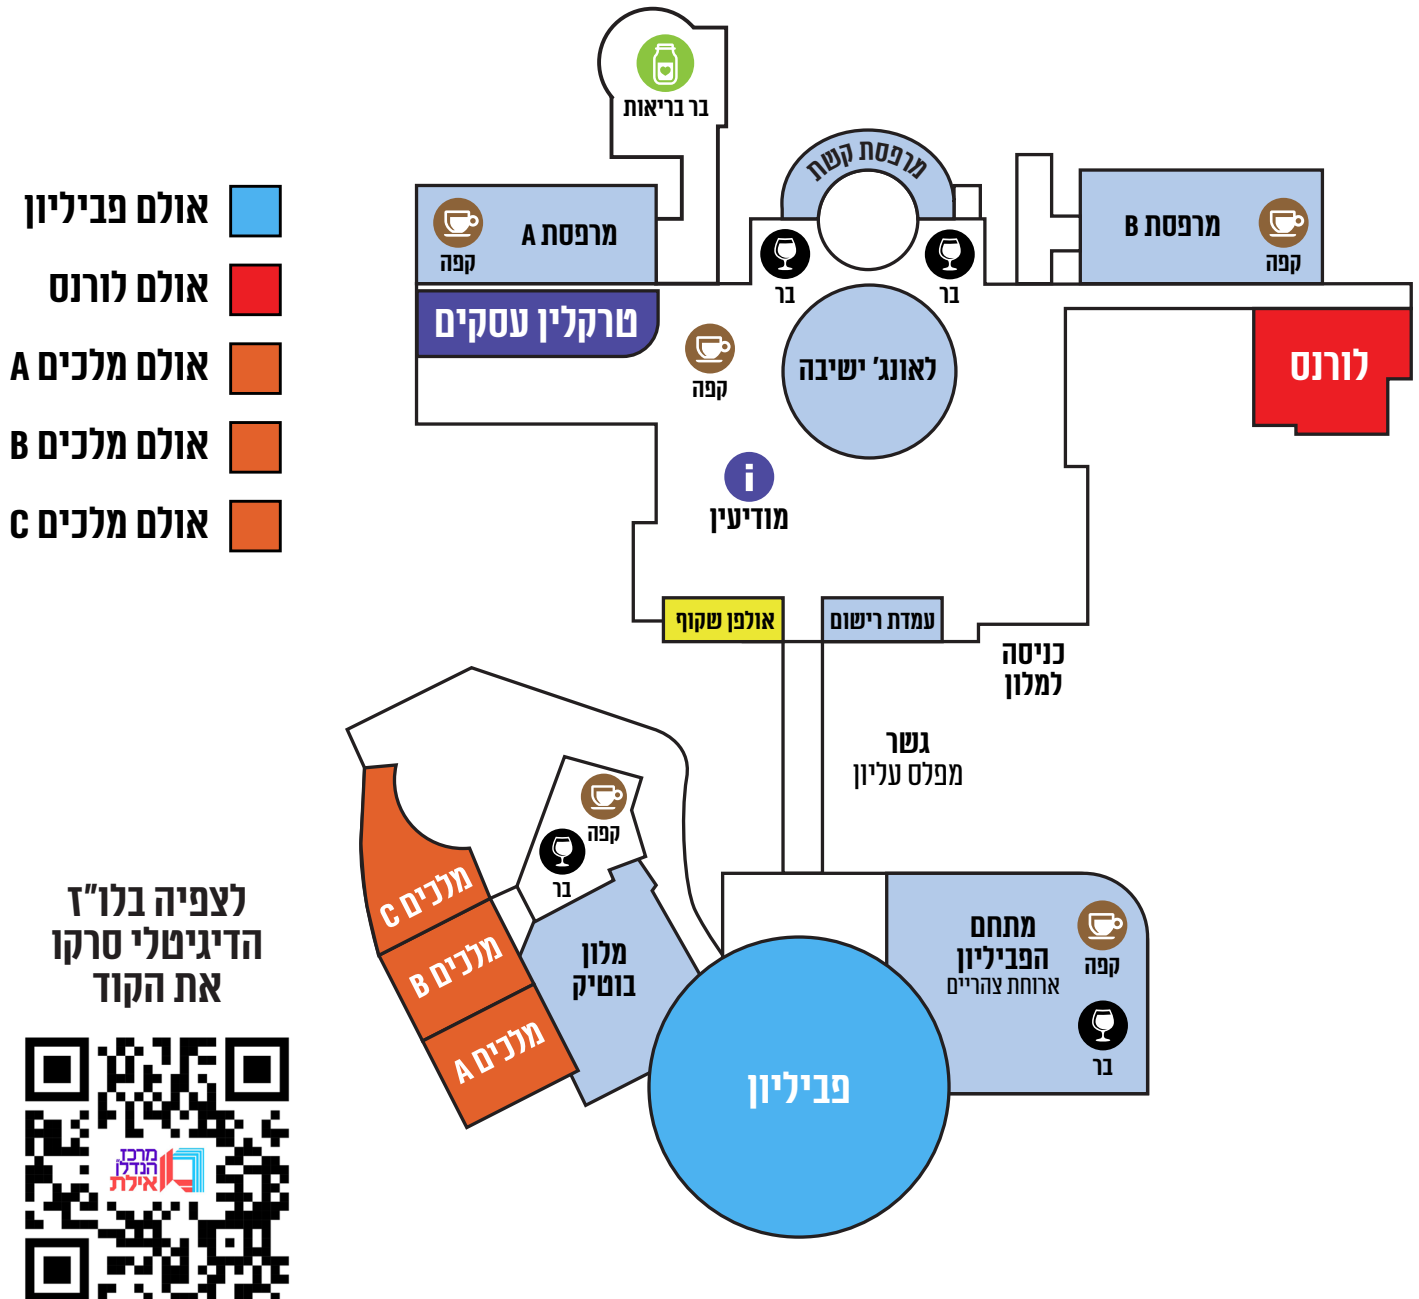 בר בריאות
מרפסת קשת
קפה
מרפסת A
בר
בר
מרפסת B
קפה
טרקלין עסקים
קפה
לאונג' ישיבה
לורנס
מודיעין
אולפן שקוף
עמדת רישום
כניסה
למלון
גשר
מפלס עליון
אולם פביליון
אולם לורנס
אולם מלכים A
אולם מלכים B
אולם מלכים C
קפה
בר
מלכים C
מלכים B
מלכים A
מלון
בוטיק
מתחם
הפביליון
ארוחת צהריים
קפה
בר
פביליון
לצפיה בלו"ז
הדיגיטלי סרקו
את הקוד
מרכז
הנדלן
אילת